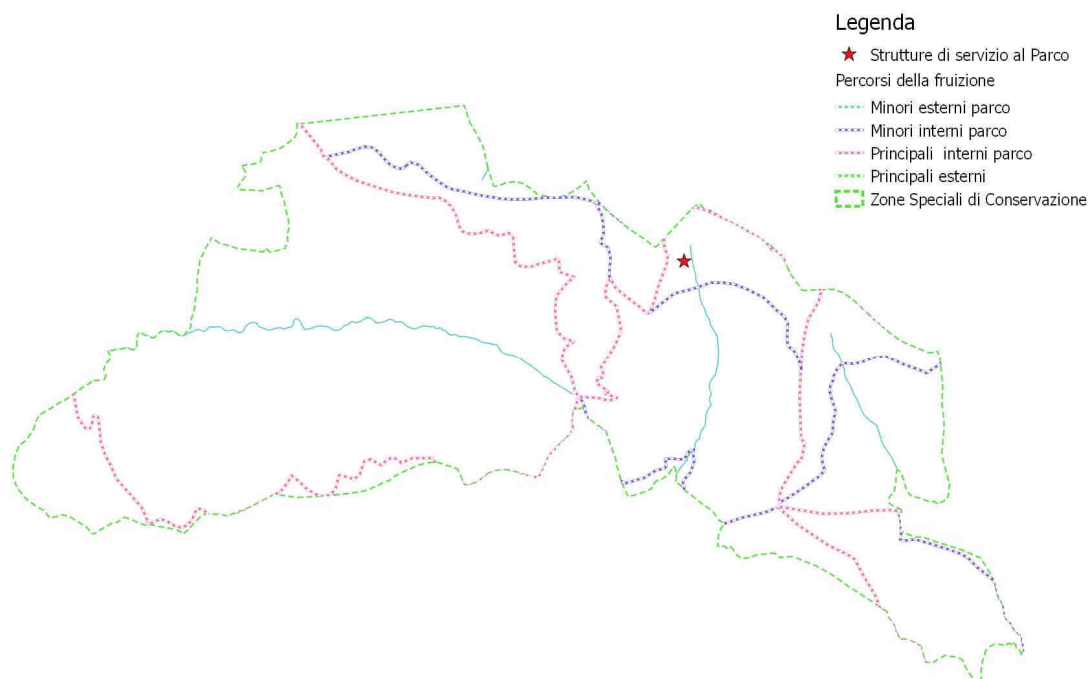 Legenda
Strutture di servizio al Parco
Percorsi della fruizione
Minori esterni parco
Minori interni parco
Principali interni parco
Principali esterni
Zone Speciali di Conservazione